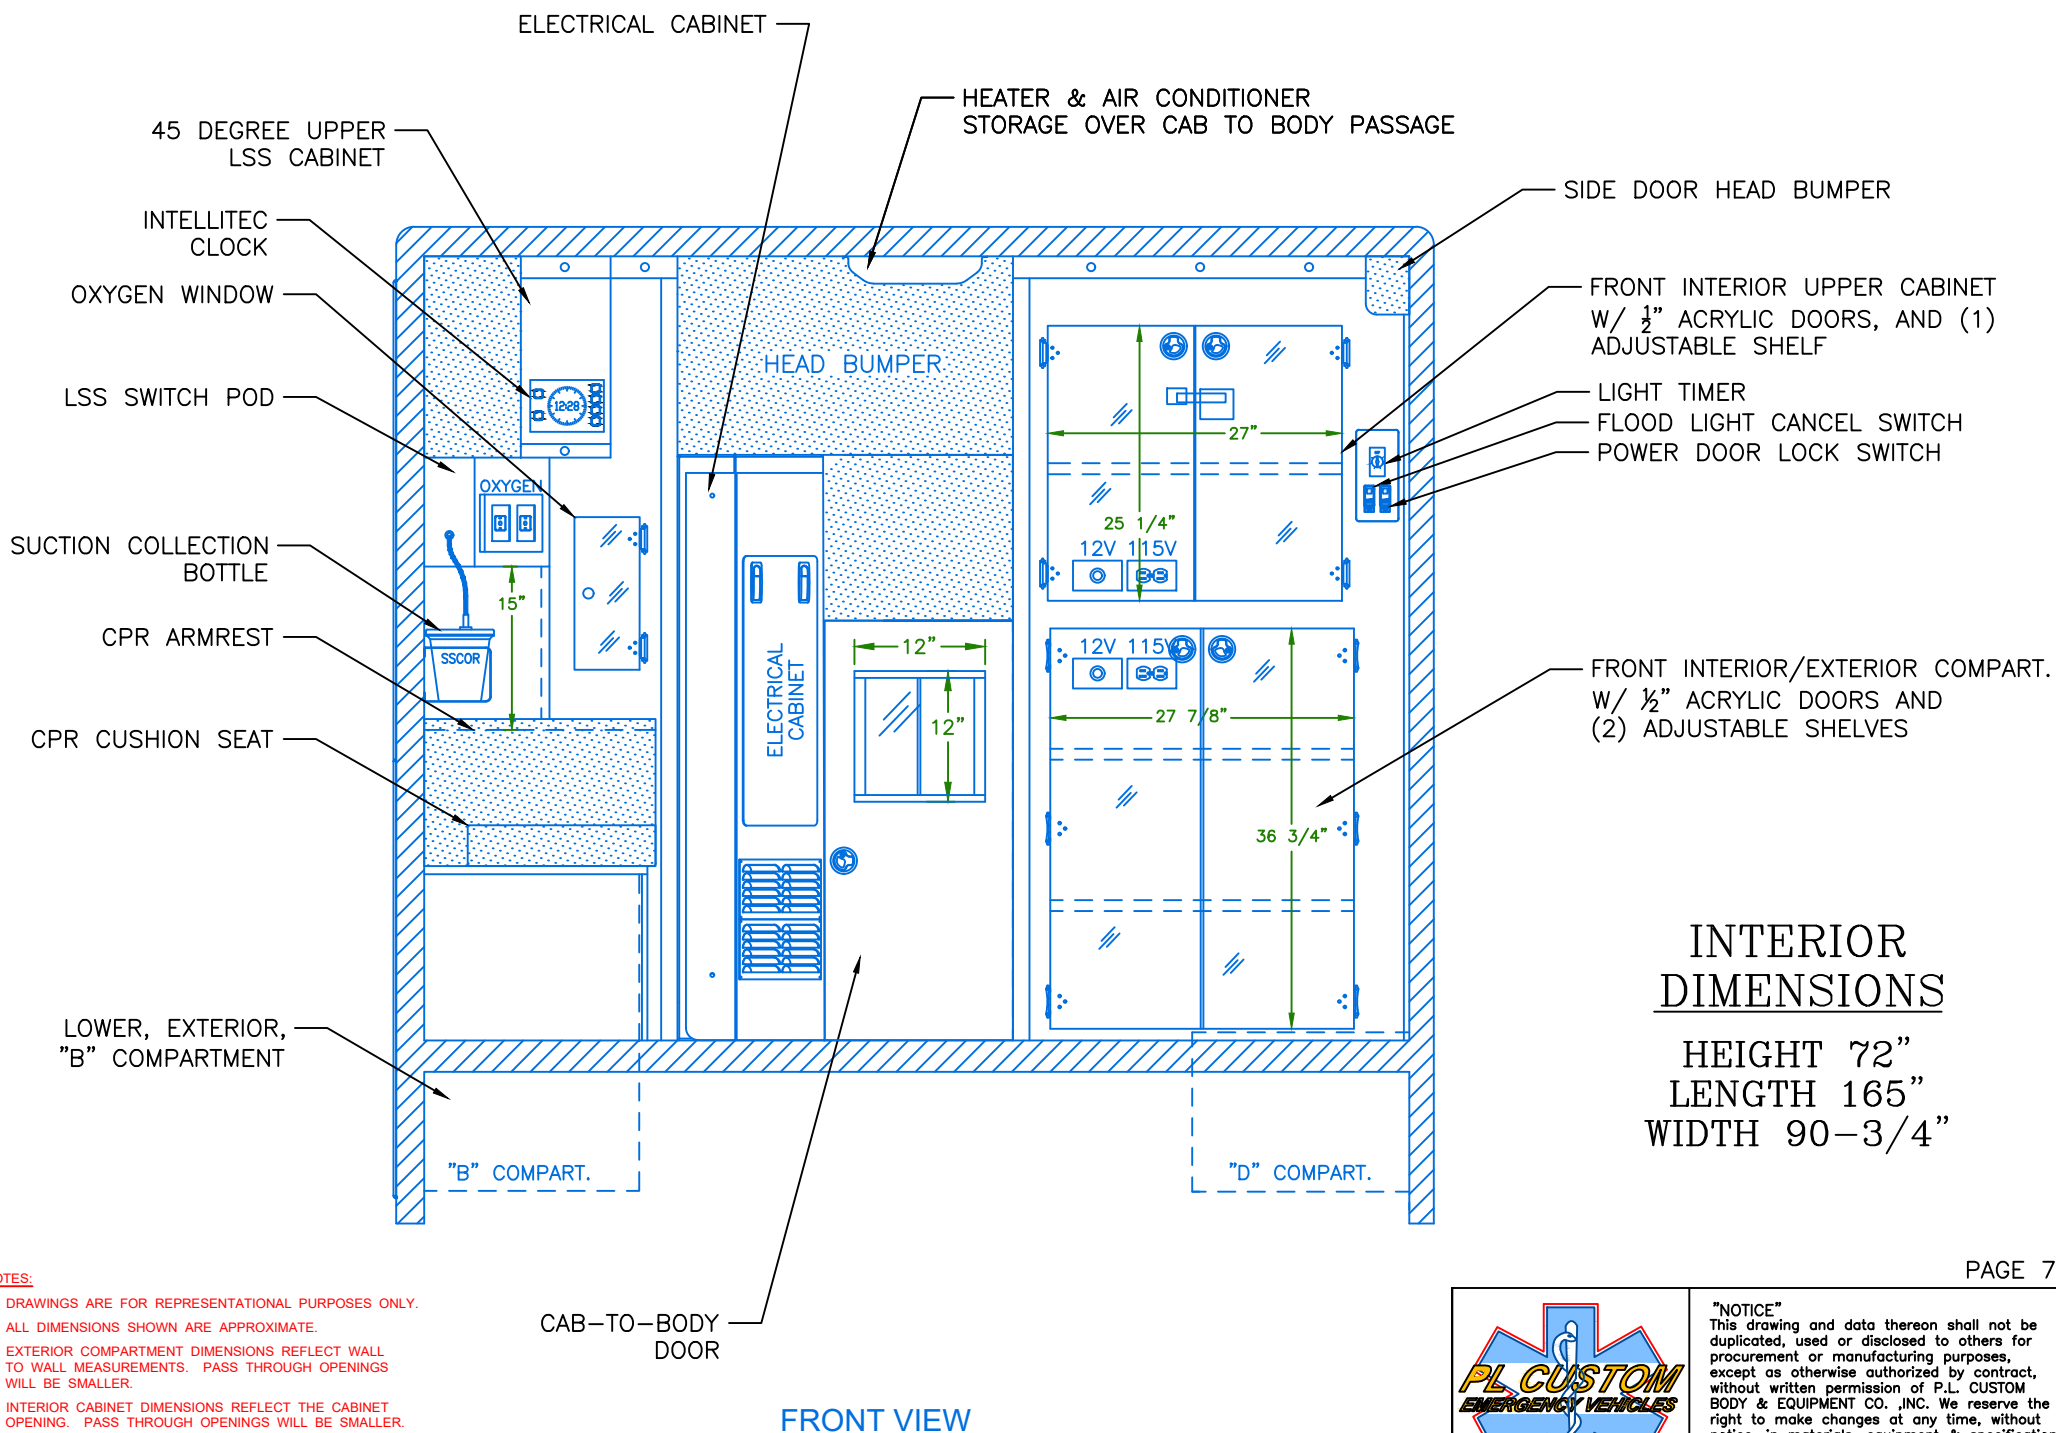 ELECTRICAL CABINET
HEATER & AIR CONDITIONER
STORAGE OVER CAB TO BODY PASSAGE
45 DEGREE UPPER
LSS CABINET
SIDE DOOR HEAD BUMPER
INTELLITEC
CLOCK
OXYGEN WINDOW
FRONT INTERIOR UPPER CABINET
W/ ½" ACRYLIC DOORS, AND (1)
ADJUSTABLE SHELF
LSS SWITCH POD
LIGHT TIMER
FLOOD LIGHT CANCEL SWITCH
POWER DOOR LOCK SWITCH
HEAD BUMPER
12:28
27"
OXYGEN
25 1/4"
12V 115V
SUCTION COLLECTION
BOTTLE
15"
CPR ARMREST
SSCOR
12"
12V 115V
ELECTRICAL
CABINET
FRONT INTERIOR/EXTERIOR COMPART.
W/ ½" ACRYLIC DOORS AND
(2) ADJUSTABLE SHELVES
12"
27 7/8"
CPR CUSHION SEAT
36 3/4"
LOWER, EXTERIOR,
"B" COMPARTMENT
INTERIOR
DIMENSIONS
HEIGHT 72"
LENGTH 165"
WIDTH 90-3/4"
"B" COMPART.
"D" COMPART.
CAB-TO-BODY
DOOR
FRONT VIEW
OTES:
DRAWINGS ARE FOR REPRESENTATIONAL PURPOSES ONLY.
ALL DIMENSIONS SHOWN ARE APPROXIMATE.
EXTERIOR COMPARTMENT DIMENSIONS REFLECT WALL
TO WALL MEASUREMENTS. PASS THROUGH OPENINGS
WILL BE SMALLER.
INTERIOR CABINET DIMENSIONS REFLECT THE CABINET
OPENING. PASS THROUGH OPENINGS WILL BE SMALLER.
PAGE 7
PL CUSTOM
EMERGENCY VEHICLES
"NOTICE"
This drawing and data thereon shall not be
duplicated, used or disclosed to others for
procurement or manufacturing purposes,
except as otherwise authorized by contract,
without written permission of P.L. CUSTOM
BODY & EQUIPMENT CO. ,INC. We reserve the
right to make changes at any time, without
notice, in materials, equipment & specification